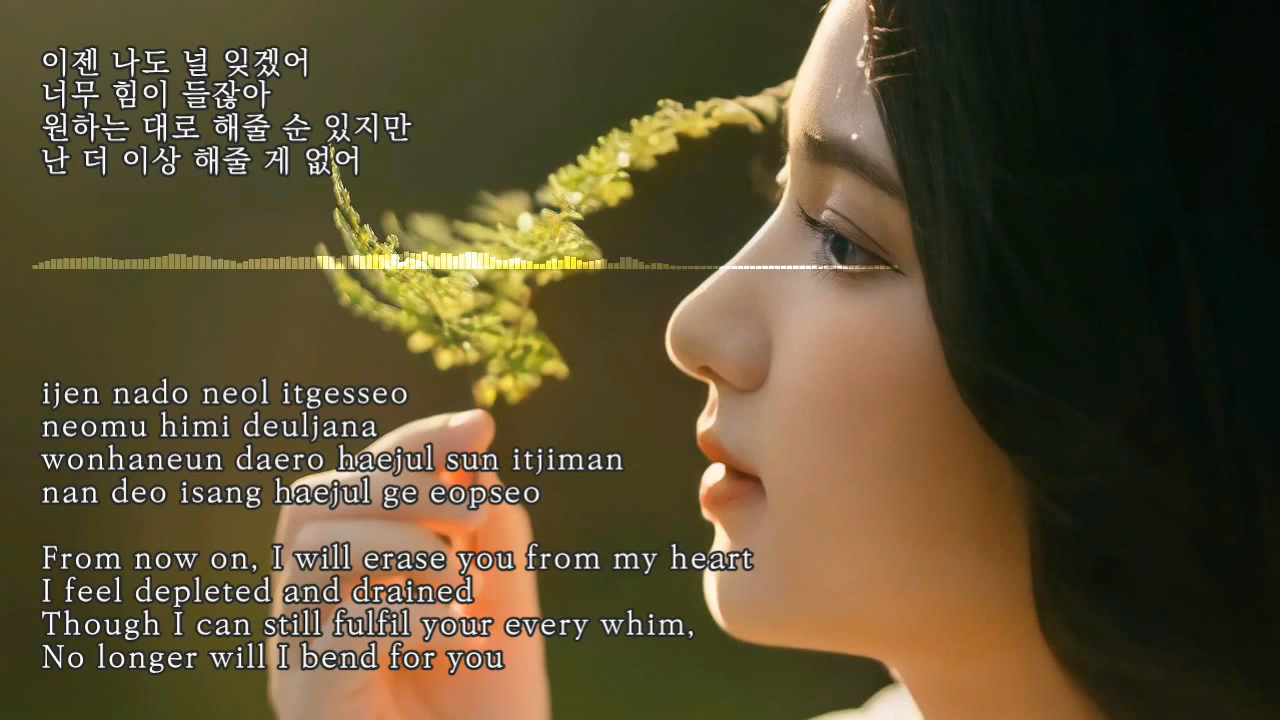 이젠 나도 널 잊겠어
너무 힘이 들잖아
원하는 대로 해줄 순 있지만
난 더 이상 해줄 게 없어
ijen nado neol itgesseo
neomu himi deuljana
wonhaneun daero haejul sun itjiman
nan deo isang haejul ge eopseo
From now on, I will erase you from my heart
I feel depleted and drained
Though I can still fulfil your every whim,
No longer will I bend for you